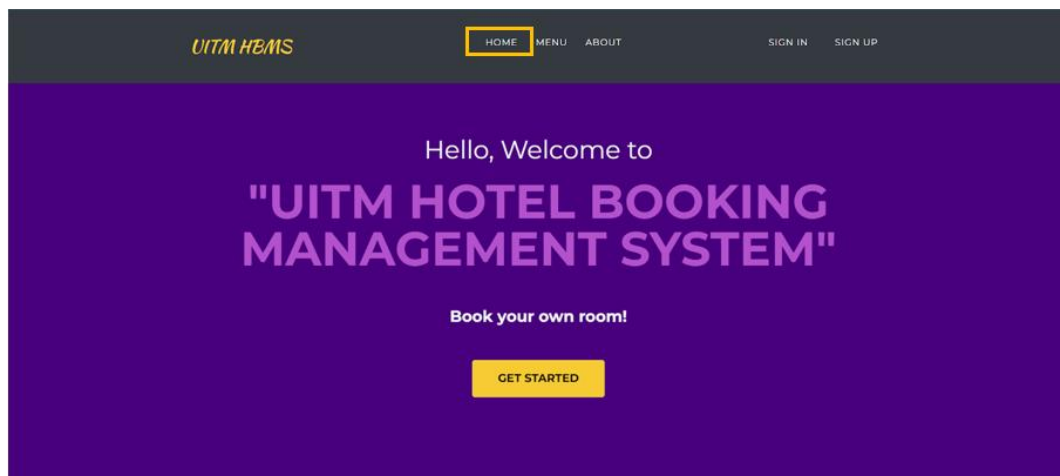 UITM HBMS
HOME MENU ABOUT
SIGN IN SIGN UP
Hello, Welcome to
"UITM HOTEL BOOKING
MANAGEMENT SYSTEM"
Book your own room!
GET STARTED